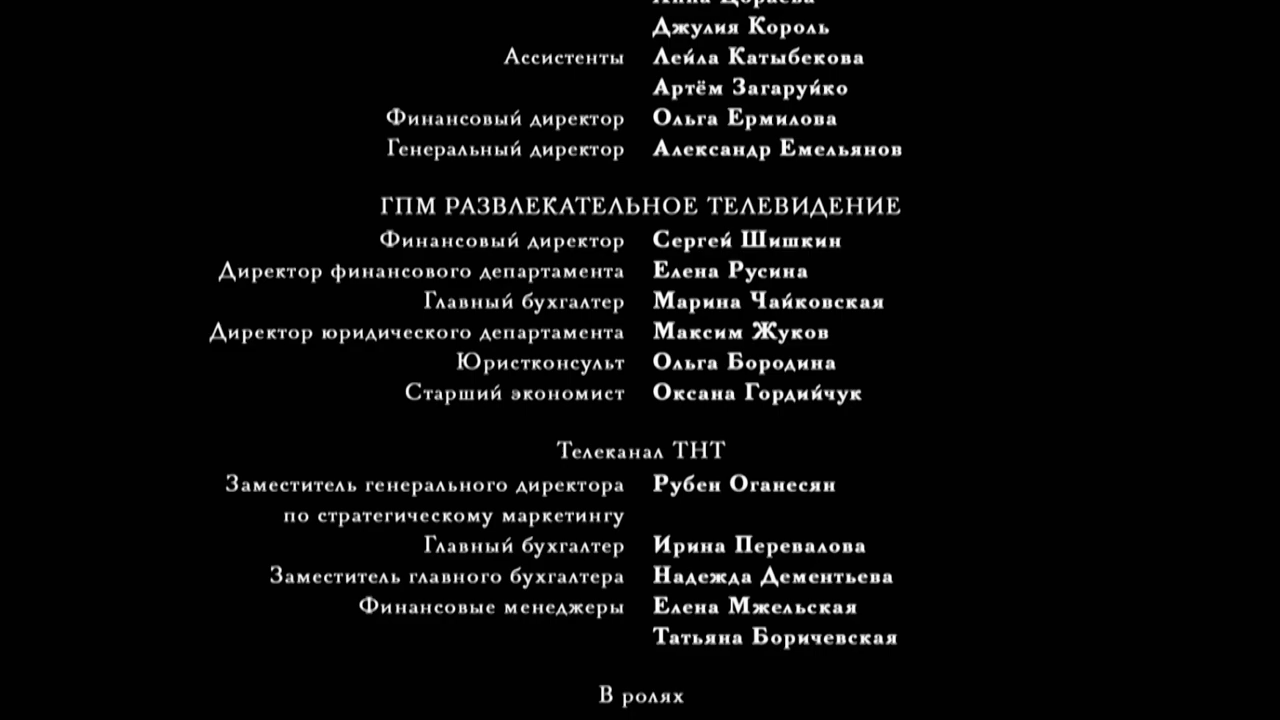 Джулия Король
Ассистенты Лейла Катыбекова
Артём Загаруйко
Финансовый директор Ольга Ермилова
Генеральный директор Александр Емельянов
ГПМ РАЗВЛЕКАТЕЛЬНОЕ ТЕЛЕВИДЕНИЕ
Финансовый директор Сергей Шишкин
Директор финансового департамента Елена Русина
Главный бухгалтер Марина Чайковская
Директор юридического департамента Максим Жуков
Юристконсульт Ольга Бородина
Старший экономист Оксана Гордийчук
Телеканал ТНТ
Заместитель генерального директора Рубен Оганесян
по стратегическому маркетингу
Главный бухгалтер Ирина Перевалова
Заместитель главного бухгалтера Надежда Дементьева
Финансовые менеджеры Елена Мжельская
Татьяна Боричевская
В ролях